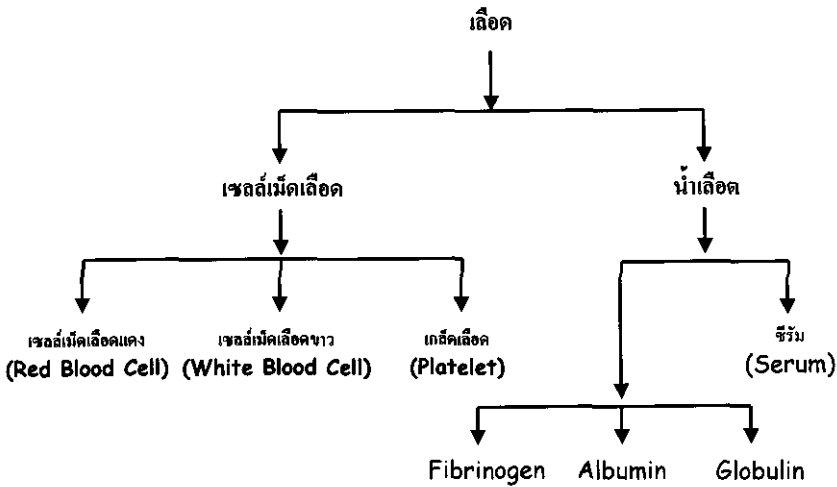 เลือด
เซลล์เม็ดเลือด
น้ำเลือด
เซลล์เม็ดเลือดแดง
(Red Blood Cell)
เซลล์เม็ดเลือดขาว
(White Blood Cell)
เกล็ดเลือด
(Platelet)
ซีรัม
(Serum)
Fibrinogen
Albumin
Globulin